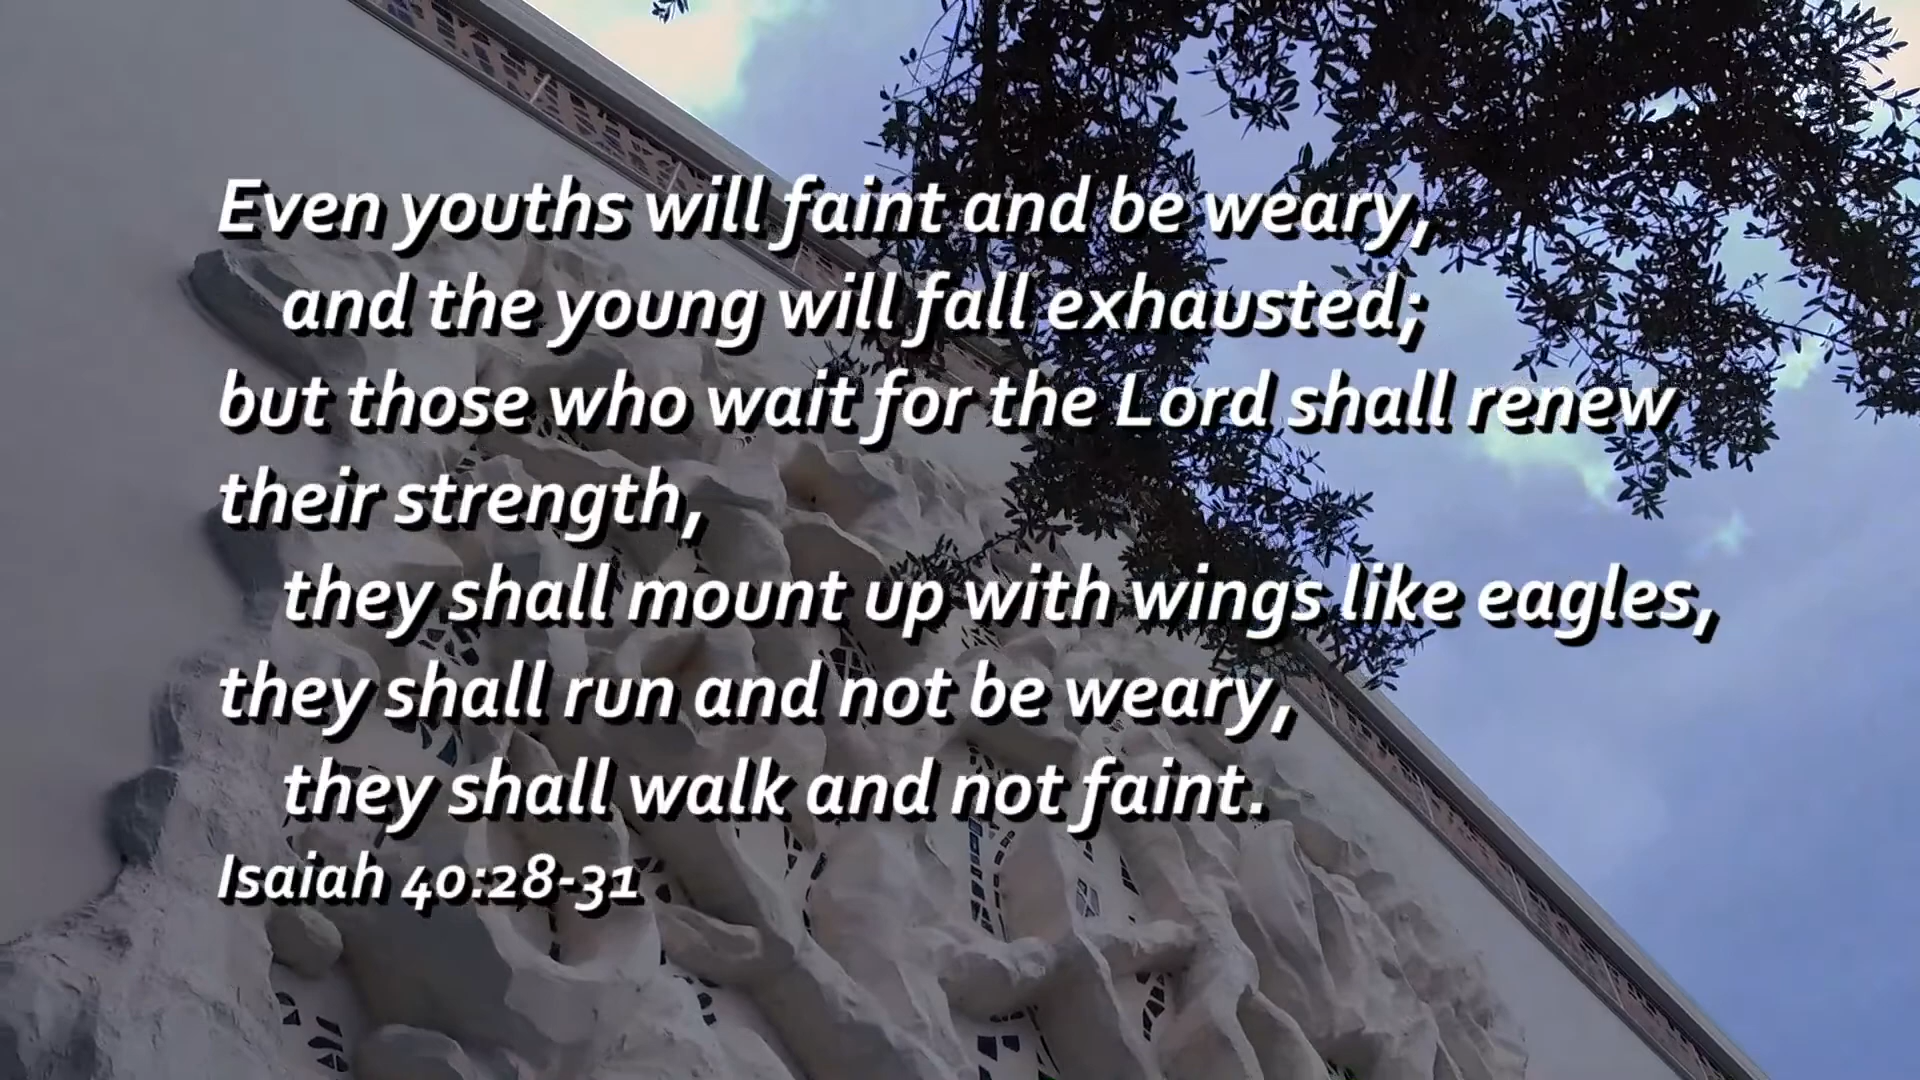 Even youths will faint and be weary,
and the young will fall exhausted;
but those who wait for the Lord shall renew
their strength,
they shall mount up with wings like eagles,
they shall run and not be weary,
they shall walk and not faint.
Isaiah 40:28-31